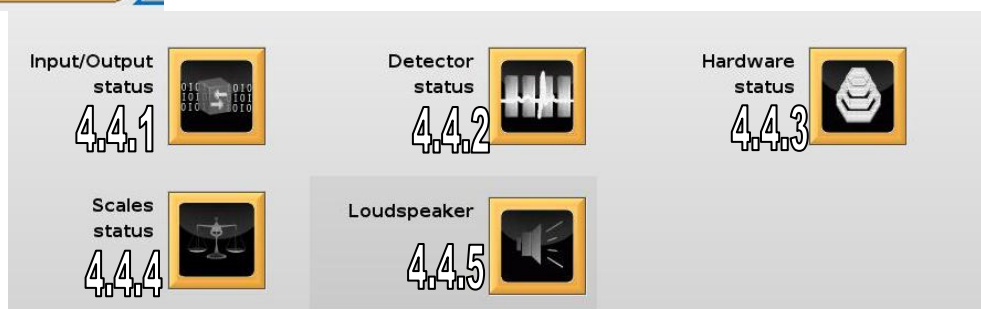 Input/Output
status
4.4.1
Detector
status
4.4.2
Hardware
status
4.4.3
Scales
status
4.4.4
Loudspeaker
4.4.5